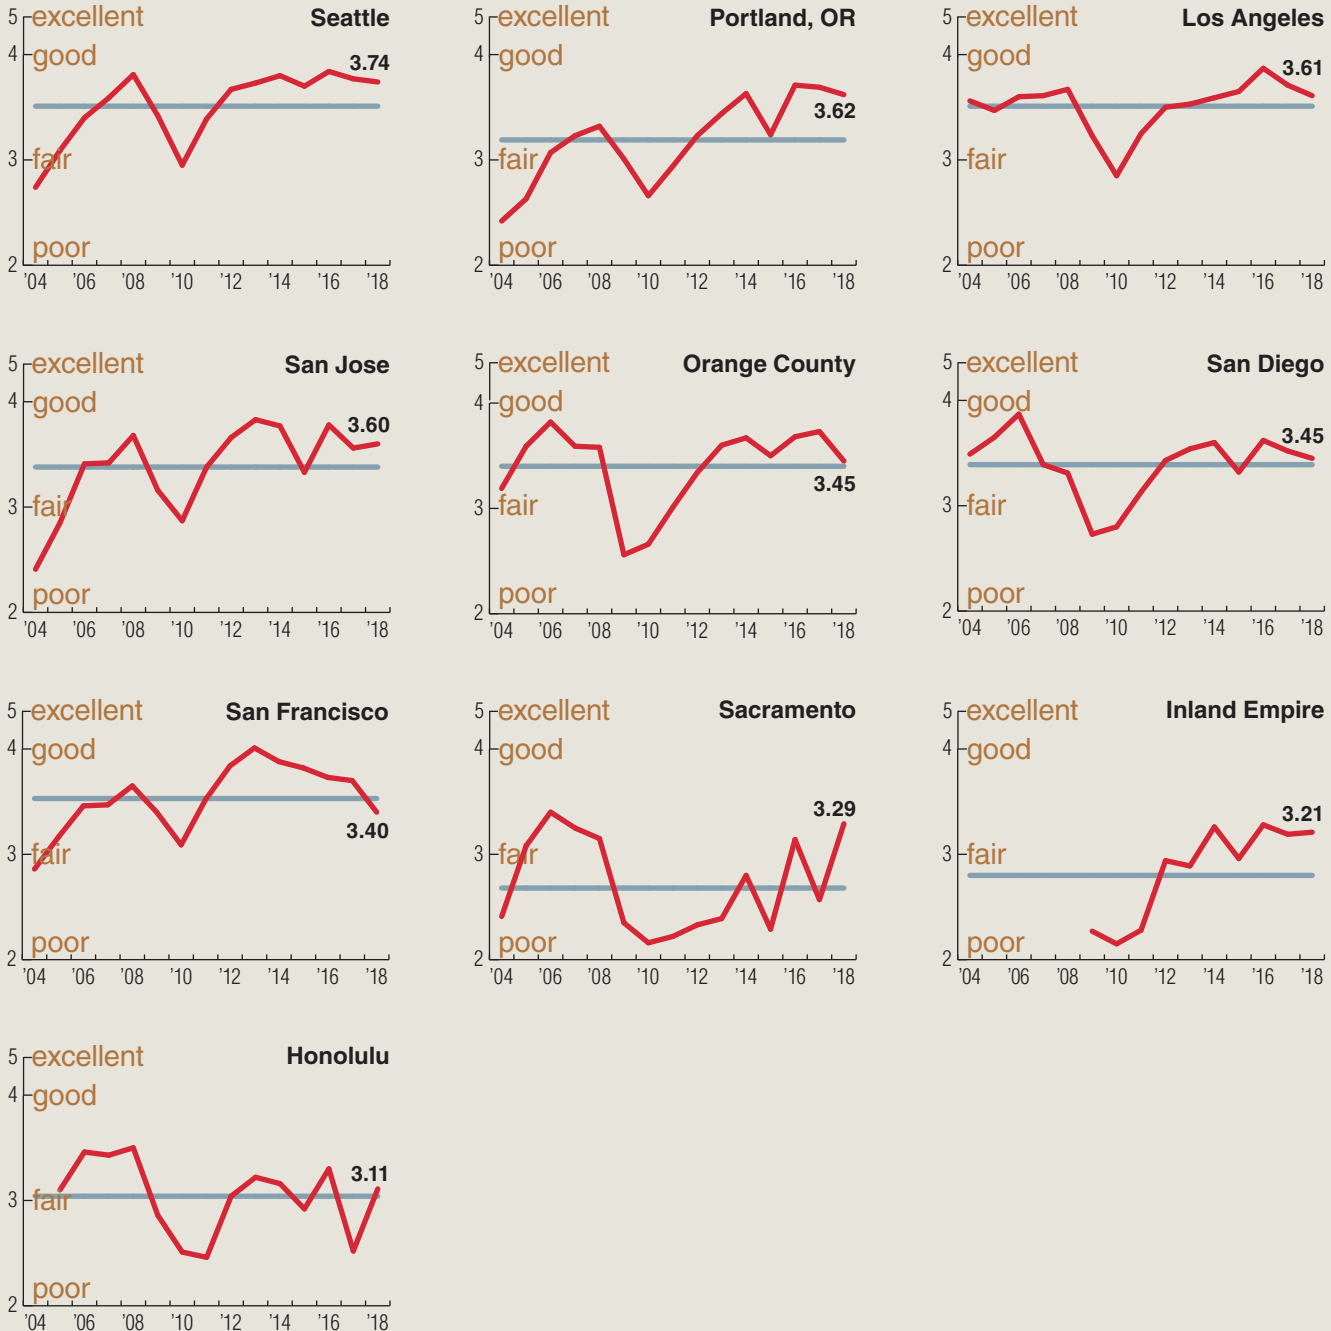 Seattle
5 excellent
4 good
3.74
3 fair
poor
2
'04 '06 '08 '10 '12 '14 '16 '18
Portland, OR
5 excellent
4 good
3.62
3 fair
poor
2
'04 '06 '08 '10 '12 '14 '16 '18
Los Angeles
5 excellent
4 good
3.61
3 fair
poor
2
'04 '06 '08 '10 '12 '14 '16 '18
San Jose
5 excellent
4 good
3.60
3 fair
poor
2
'04 '06 '08 '10 '12 '14 '16 '18
Orange County
5 excellent
4 good
3.45
3 fair
poor
2
'04 '06 '08 '10 '12 '14 '16 '18
San Diego
5 excellent
4 good
3.45
3 fair
poor
2
'04 '06 '08 '10 '12 '14 '16 '18
San Francisco
5 excellent
4 good
3.40
3 fair
poor
2
'04 '06 '08 '10 '12 '14 '16 '18
Sacramento
5 excellent
4 good
3.29
3 fair
poor
2
'04 '06 '08 '10 '12 '14 '16 '18
Inland Empire
5 excellent
4 good
3.21
3 fair
poor
2
'04 '06 '08 '10 '12 '14 '16 '18
Honolulu
5 excellent
4 good
3.11
3 fair
poor
2
'04 '06 '08 '10 '12 '14 '16 '18